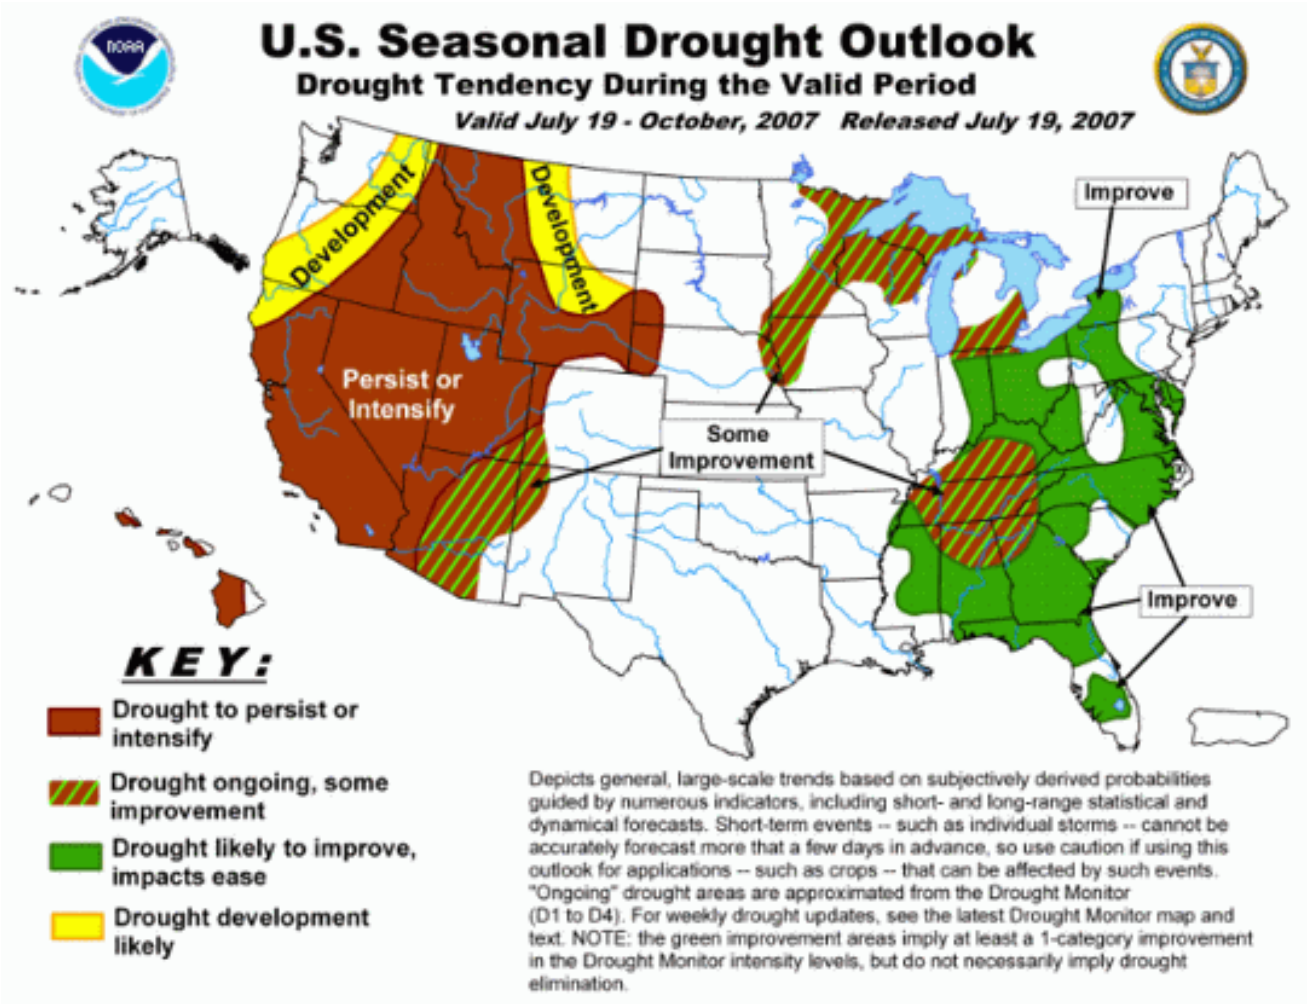 NOAA
U.S. Seasonal Drought Outlook
Drought Tendency During the Valid Period
Valid July 19 - October, 2007 Released July 19, 2007
Development
Development
Improve
Persist or
Intensify
Some
Improvement
Improve
KEY:
Drought to persist or
intensify
Drought ongoing, some
improvement
Drought likely to improve,
impacts ease
Drought development
likely
Depicts general, large-scale trends based on subjectively derived probabilities
guided by numerous indicators, including short- and long-range statistical and
dynamical forecasts. Short-term events -- such as individual storms -- cannot be
accurately forecast more that a few days in advance, so use caution if using this
outlook for applications -- such as crops -- that can be affected by such events.
"Ongoing" drought areas are approximated from the Drought Monitor
(D1 to D4). For weekly drought updates, see the latest Drought Monitor map and
text. NOTE: the green improvement areas imply at least a 1-category improvement
in the Drought Monitor intensity levels, but do not necessarily imply drought
elimination.